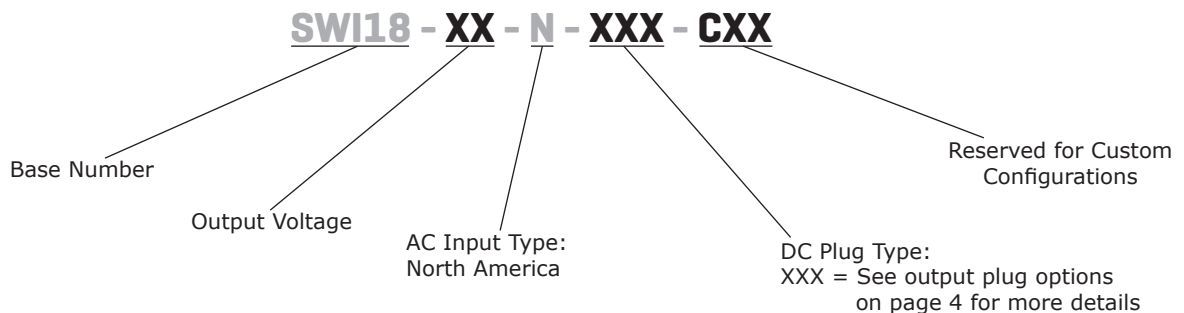 SWI18 - XX - N - XXX - CXX
Base Number
Output Voltage
AC Input Type:
North America
DC Plug Type:
XXX = See output plug options
on page 4 for more details
Reserved for Custom
Configurations